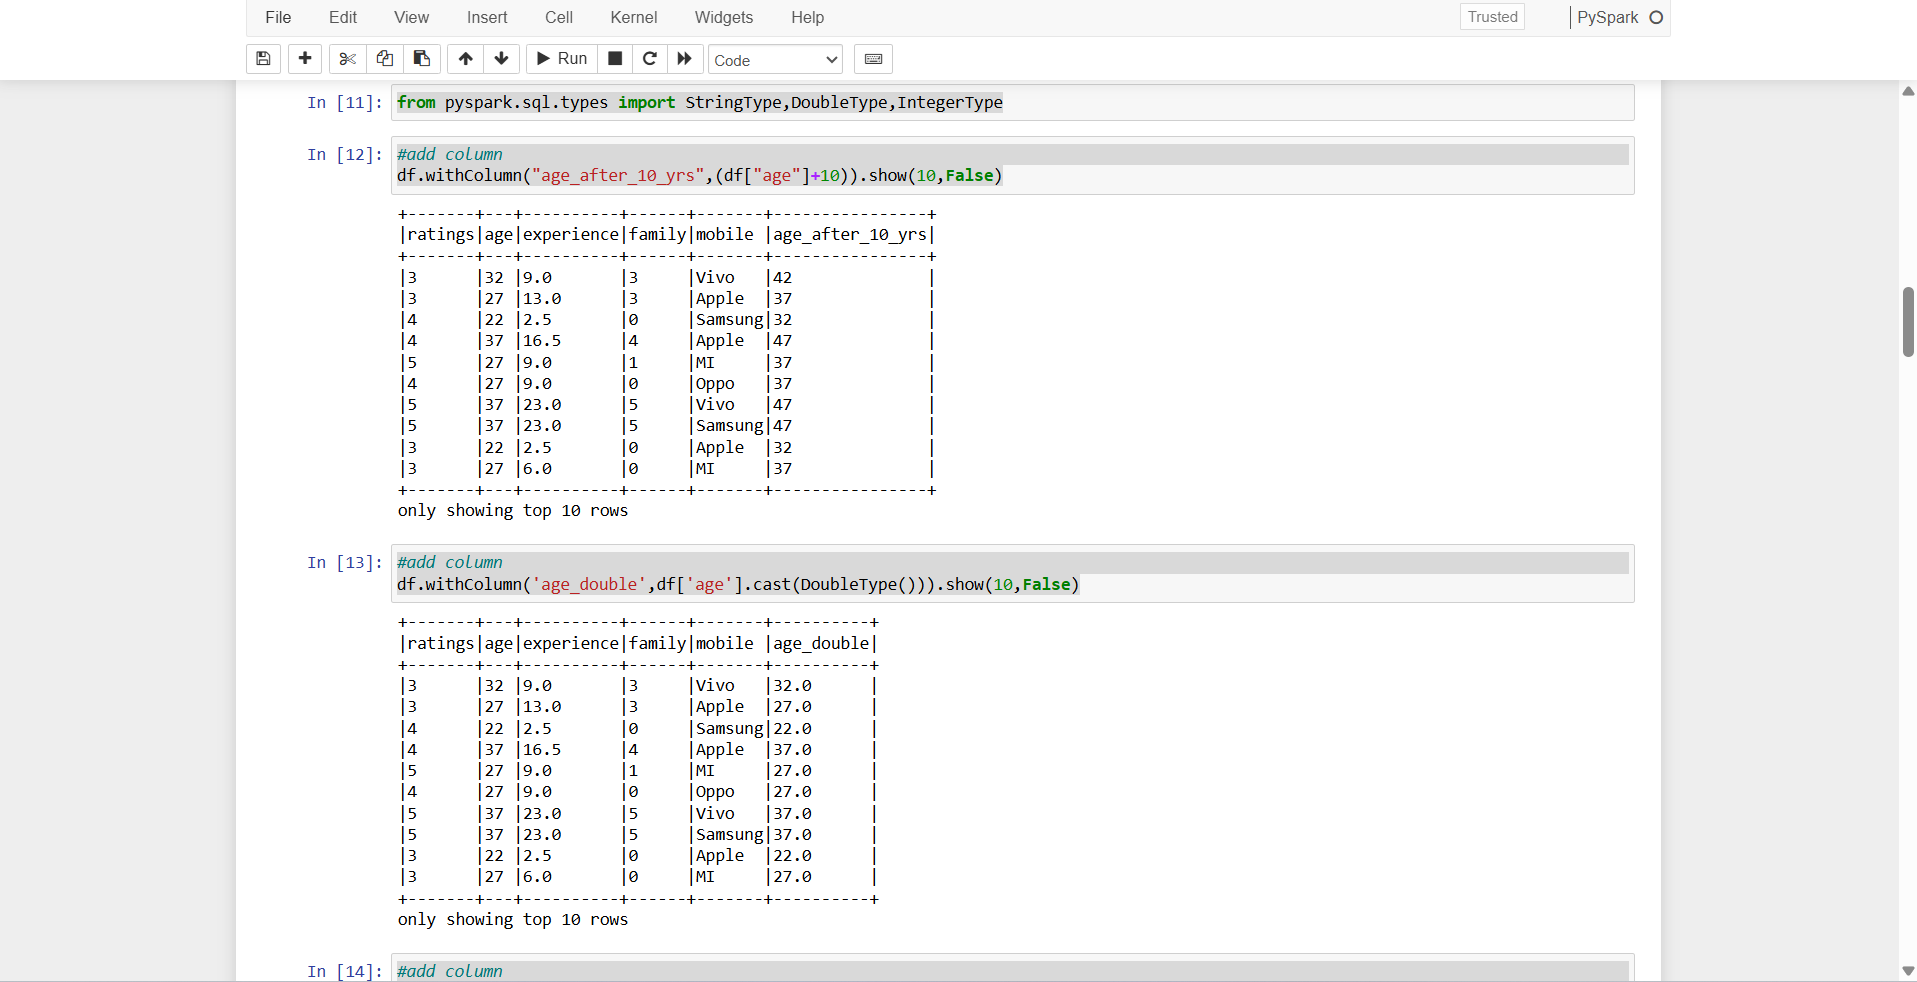 File Edit View Insert Cell Kernel Widgets Help Trusted PySpark
Run Code
In [11]: from pyspark.sql.types import StringType,DoubleType,IntegerType
In [12]: #add column
df.withColumn("age_after_10_yrs",(df["age"]+10)).show(10,False)
+-------+---+----------+------+-------+----------------+
|ratings|age|experience|family|mobile |age_after_10_yrs|
+-------+---+----------+------+-------+----------------+
|3      |32 |9.0       |3     |Vivo   |42              |
|3      |27 |13.0      |3     |Apple  |37              |
|4      |22 |2.5       |0     |Samsung|32              |
|4      |37 |16.5      |4     |Apple  |47              |
|5      |27 |9.0       |1     |MI     |37              |
|4      |27 |9.0       |0     |Oppo   |37              |
|5      |37 |23.0      |5     |Vivo   |47              |
|5      |37 |23.0      |5     |Samsung|47              |
|3      |22 |2.5       |0     |Apple  |32              |
|3      |27 |6.0       |0     |MI     |37              |
+-------+---+----------+------+-------+----------------+
only showing top 10 rows
In [13]: #add column
df.withColumn('age_double',df['age'].cast(DoubleType())).show(10,False)
+-------+---+----------+------+-------+----------+
|ratings|age|experience|family|mobile |age_double|
+-------+---+----------+------+-------+----------+
|3      |32 |9.0       |3     |Vivo   |32.0      |
|3      |27 |13.0      |3     |Apple  |27.0      |
|4      |22 |2.5       |0     |Samsung|22.0      |
|4      |37 |16.5      |4     |Apple  |37.0      |
|5      |27 |9.0       |1     |MI     |27.0      |
|4      |27 |9.0       |0     |Oppo   |27.0      |
|5      |37 |23.0      |5     |Vivo   |37.0      |
|5      |37 |23.0      |5     |Samsung|37.0      |
|3      |22 |2.5       |0     |Apple  |22.0      |
|3      |27 |6.0       |0     |MI     |27.0      |
+-------+---+----------+------+-------+----------+
only showing top 10 rows
In [14]: #add column